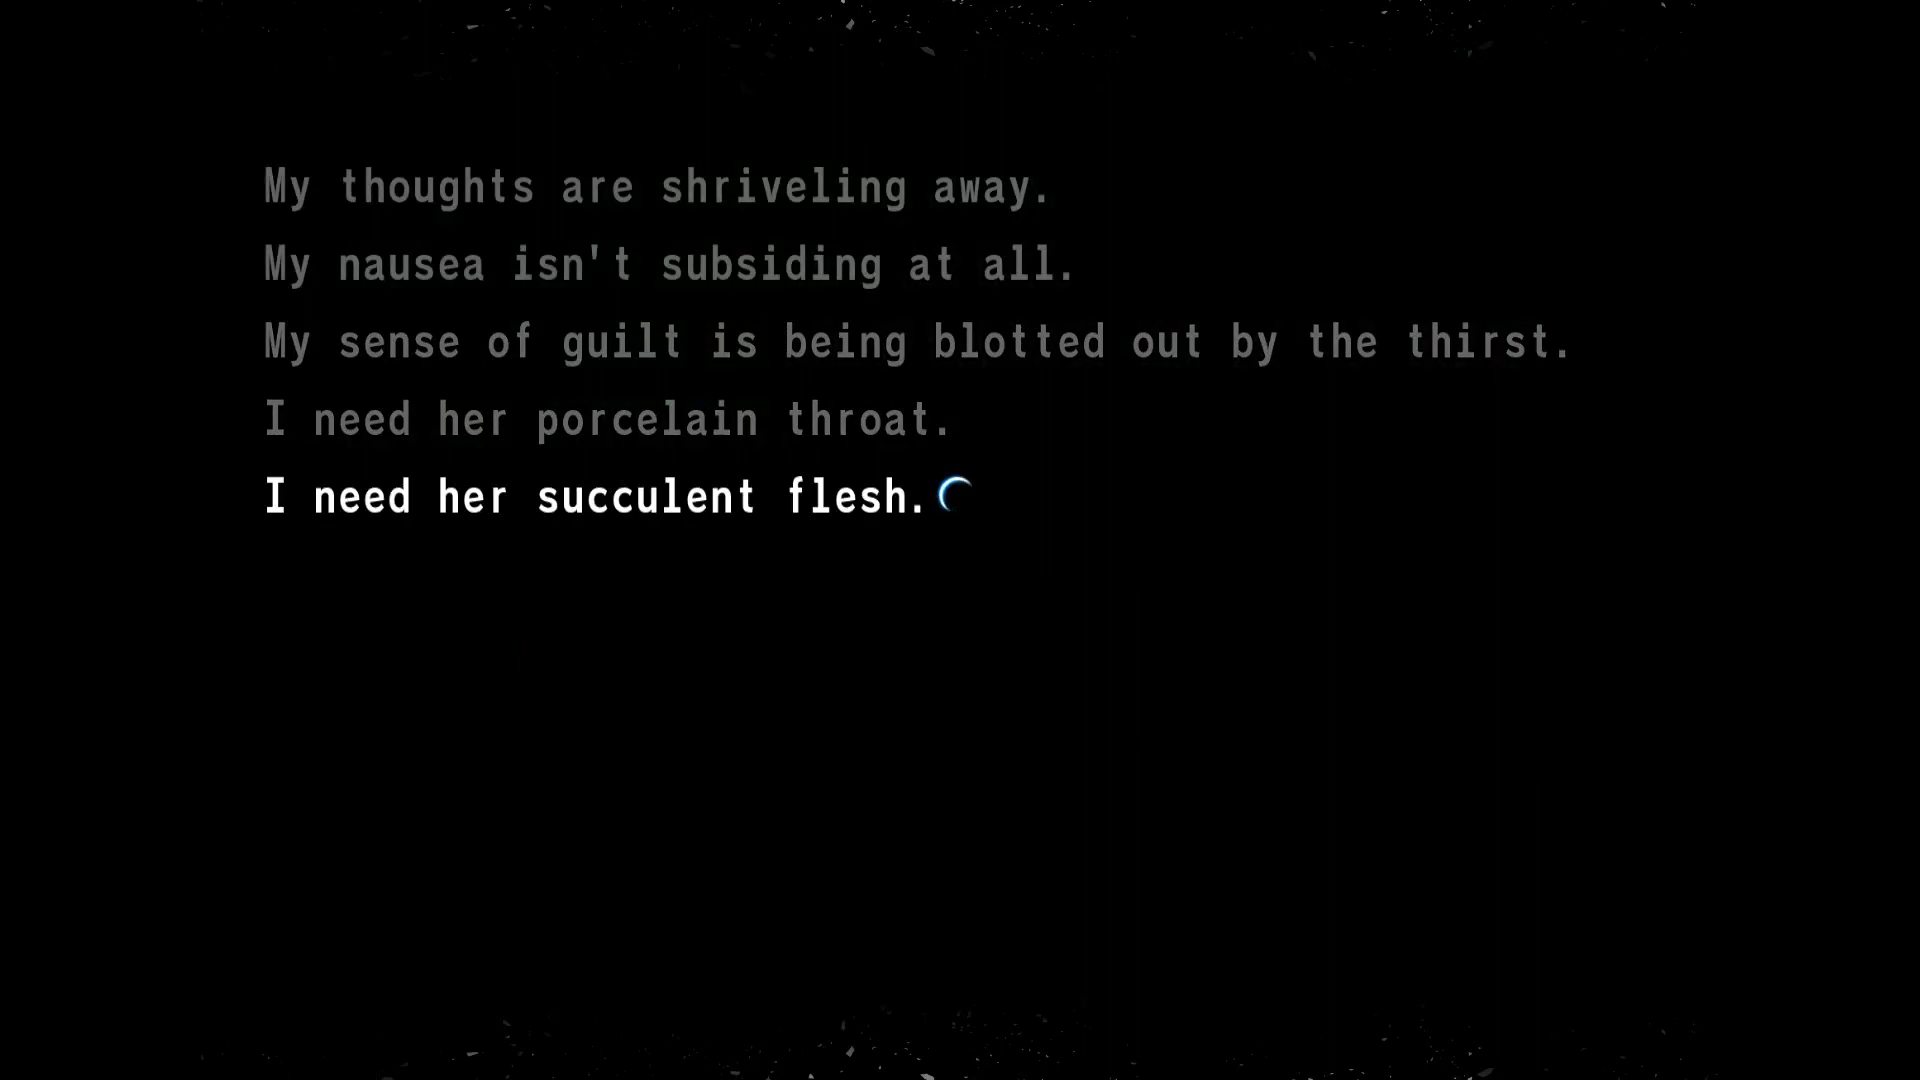 My thoughts are shriveling away.
My nausea isn't subsiding at all.
My sense of guilt is being blotted out by the thirst.
I need her porcelain throat.
I need her succulent flesh.